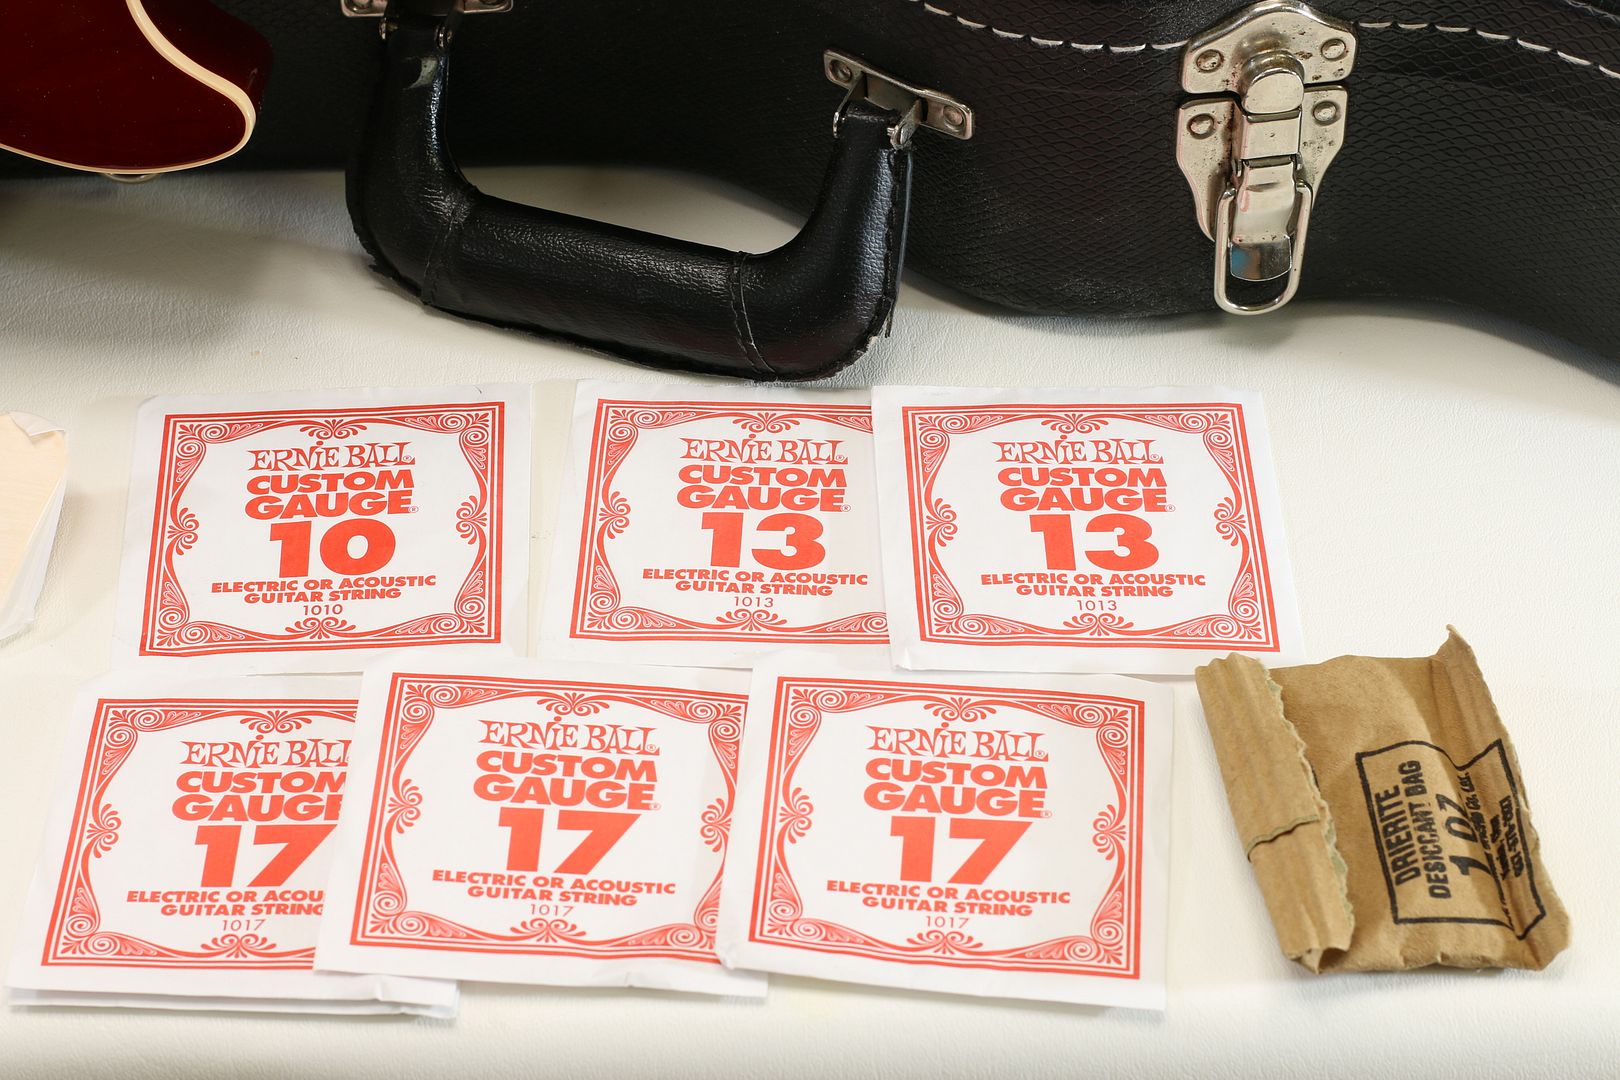 ERNIE BALL®
CUSTOM
GAUGE®
10
ELECTRIC OR ACOUSTIC
GUITAR STRING
1010
ERNIE BALL®
CUSTOM
GAUGE®
13
ELECTRIC OR ACOUSTIC
GUITAR STRING
1013
ERNIE BALL®
CUSTOM
GAUGE®
13
ELECTRIC OR ACOUSTIC
GUITAR STRING
1013
ERNIE BALL
CUSTOM
GAUGE
17
ELECTRIC OR ACOU
GUITAR STRING
1017
ERNIE BALL®
CUSTOM
GAUGE®
17
ELECTRIC OR ACOUSTIC
GUITAR STRING
1017
ERNIE BALL®
CUSTOM
GAUGE®
17
ELECTRIC OR ACOUSTIC
GUITAR STRING
1017
DRIERITE
DESICCANT BAG
1 OZ